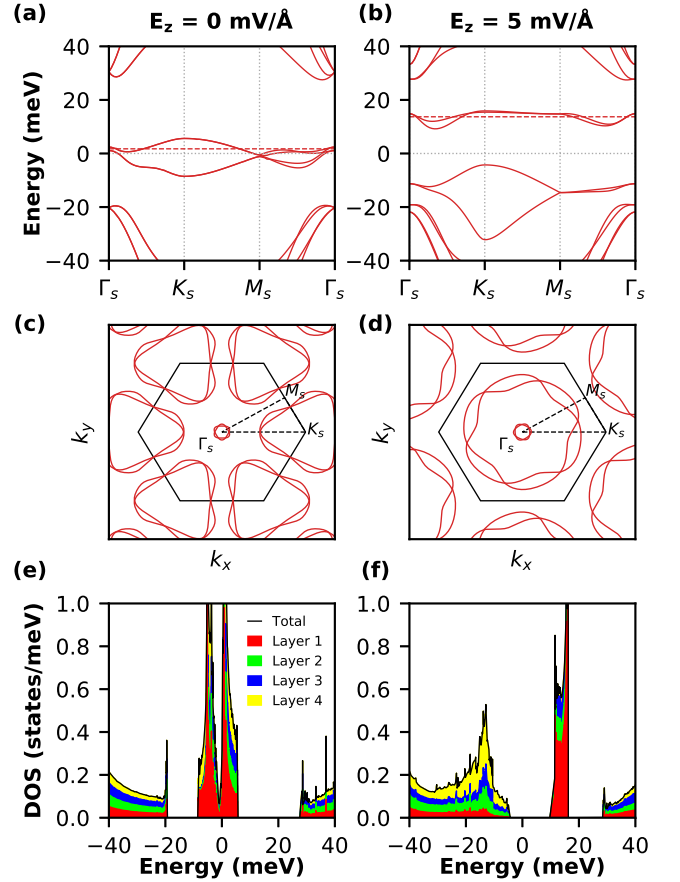 (a) E_z = 0 mV/Å
(b) E_z = 5 mV/Å
Energy (meV)
40
20
0
−20
−40
Γ_s K_s M_s Γ_s
40
20
0
−20
−40
Γ_s K_s M_s Γ_s
(c)
(d)
k_y
M_s
K_s
Γ_s
k_x
k_y
M_s
K_s
Γ_s
k_x
(e)
(f)
DOS (states/meV)
1.0
0.8
0.6
0.4
0.2
0.0
Total
Layer 1
Layer 2
Layer 3
Layer 4
−40 −20 0 20 40
Energy (meV)
1.0
0.8
0.6
0.4
0.2
0.0
−40 −20 0 20 40
Energy (meV)